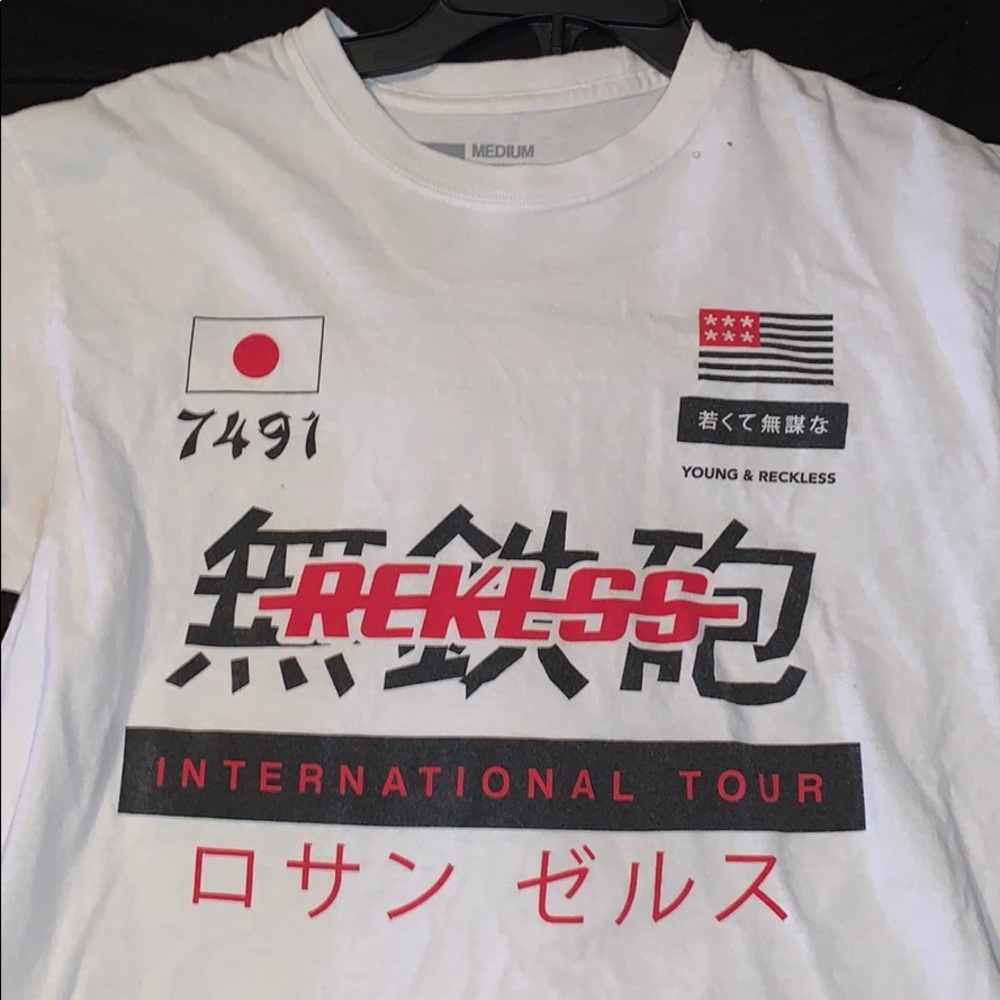 MEDIUM
7491
若くて無謀な
YOUNG & RECKLESS
無鉄砲
REKLSS
INTERNATIONAL TOUR
ロサン ゼルス